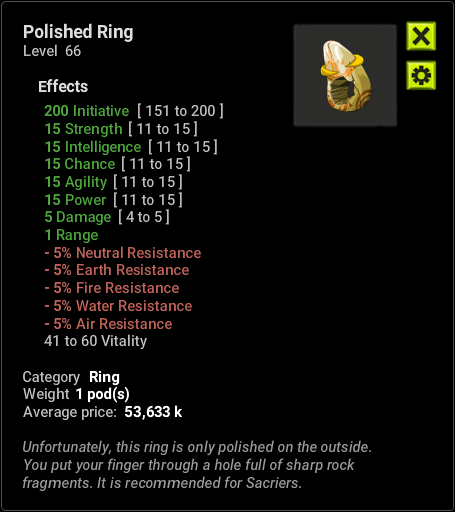 Polished Ring
Level 66
Effects
200 Initiative [ 151 to 200 ]
15 Strength [ 11 to 15 ]
15 Intelligence [ 11 to 15 ]
15 Chance [ 11 to 15 ]
15 Agility [ 11 to 15 ]
15 Power [ 11 to 15 ]
5 Damage [ 4 to 5 ]
1 Range
- 5% Neutral Resistance
- 5% Earth Resistance
- 5% Fire Resistance
- 5% Water Resistance
- 5% Air Resistance
41 to 60 Vitality
Category Ring
Weight 1 pod(s)
Average price: 53,633 k
Unfortunately, this ring is only polished on the outside.
You put your finger through a hole full of sharp rock
fragments. It is recommended for Sacriers.